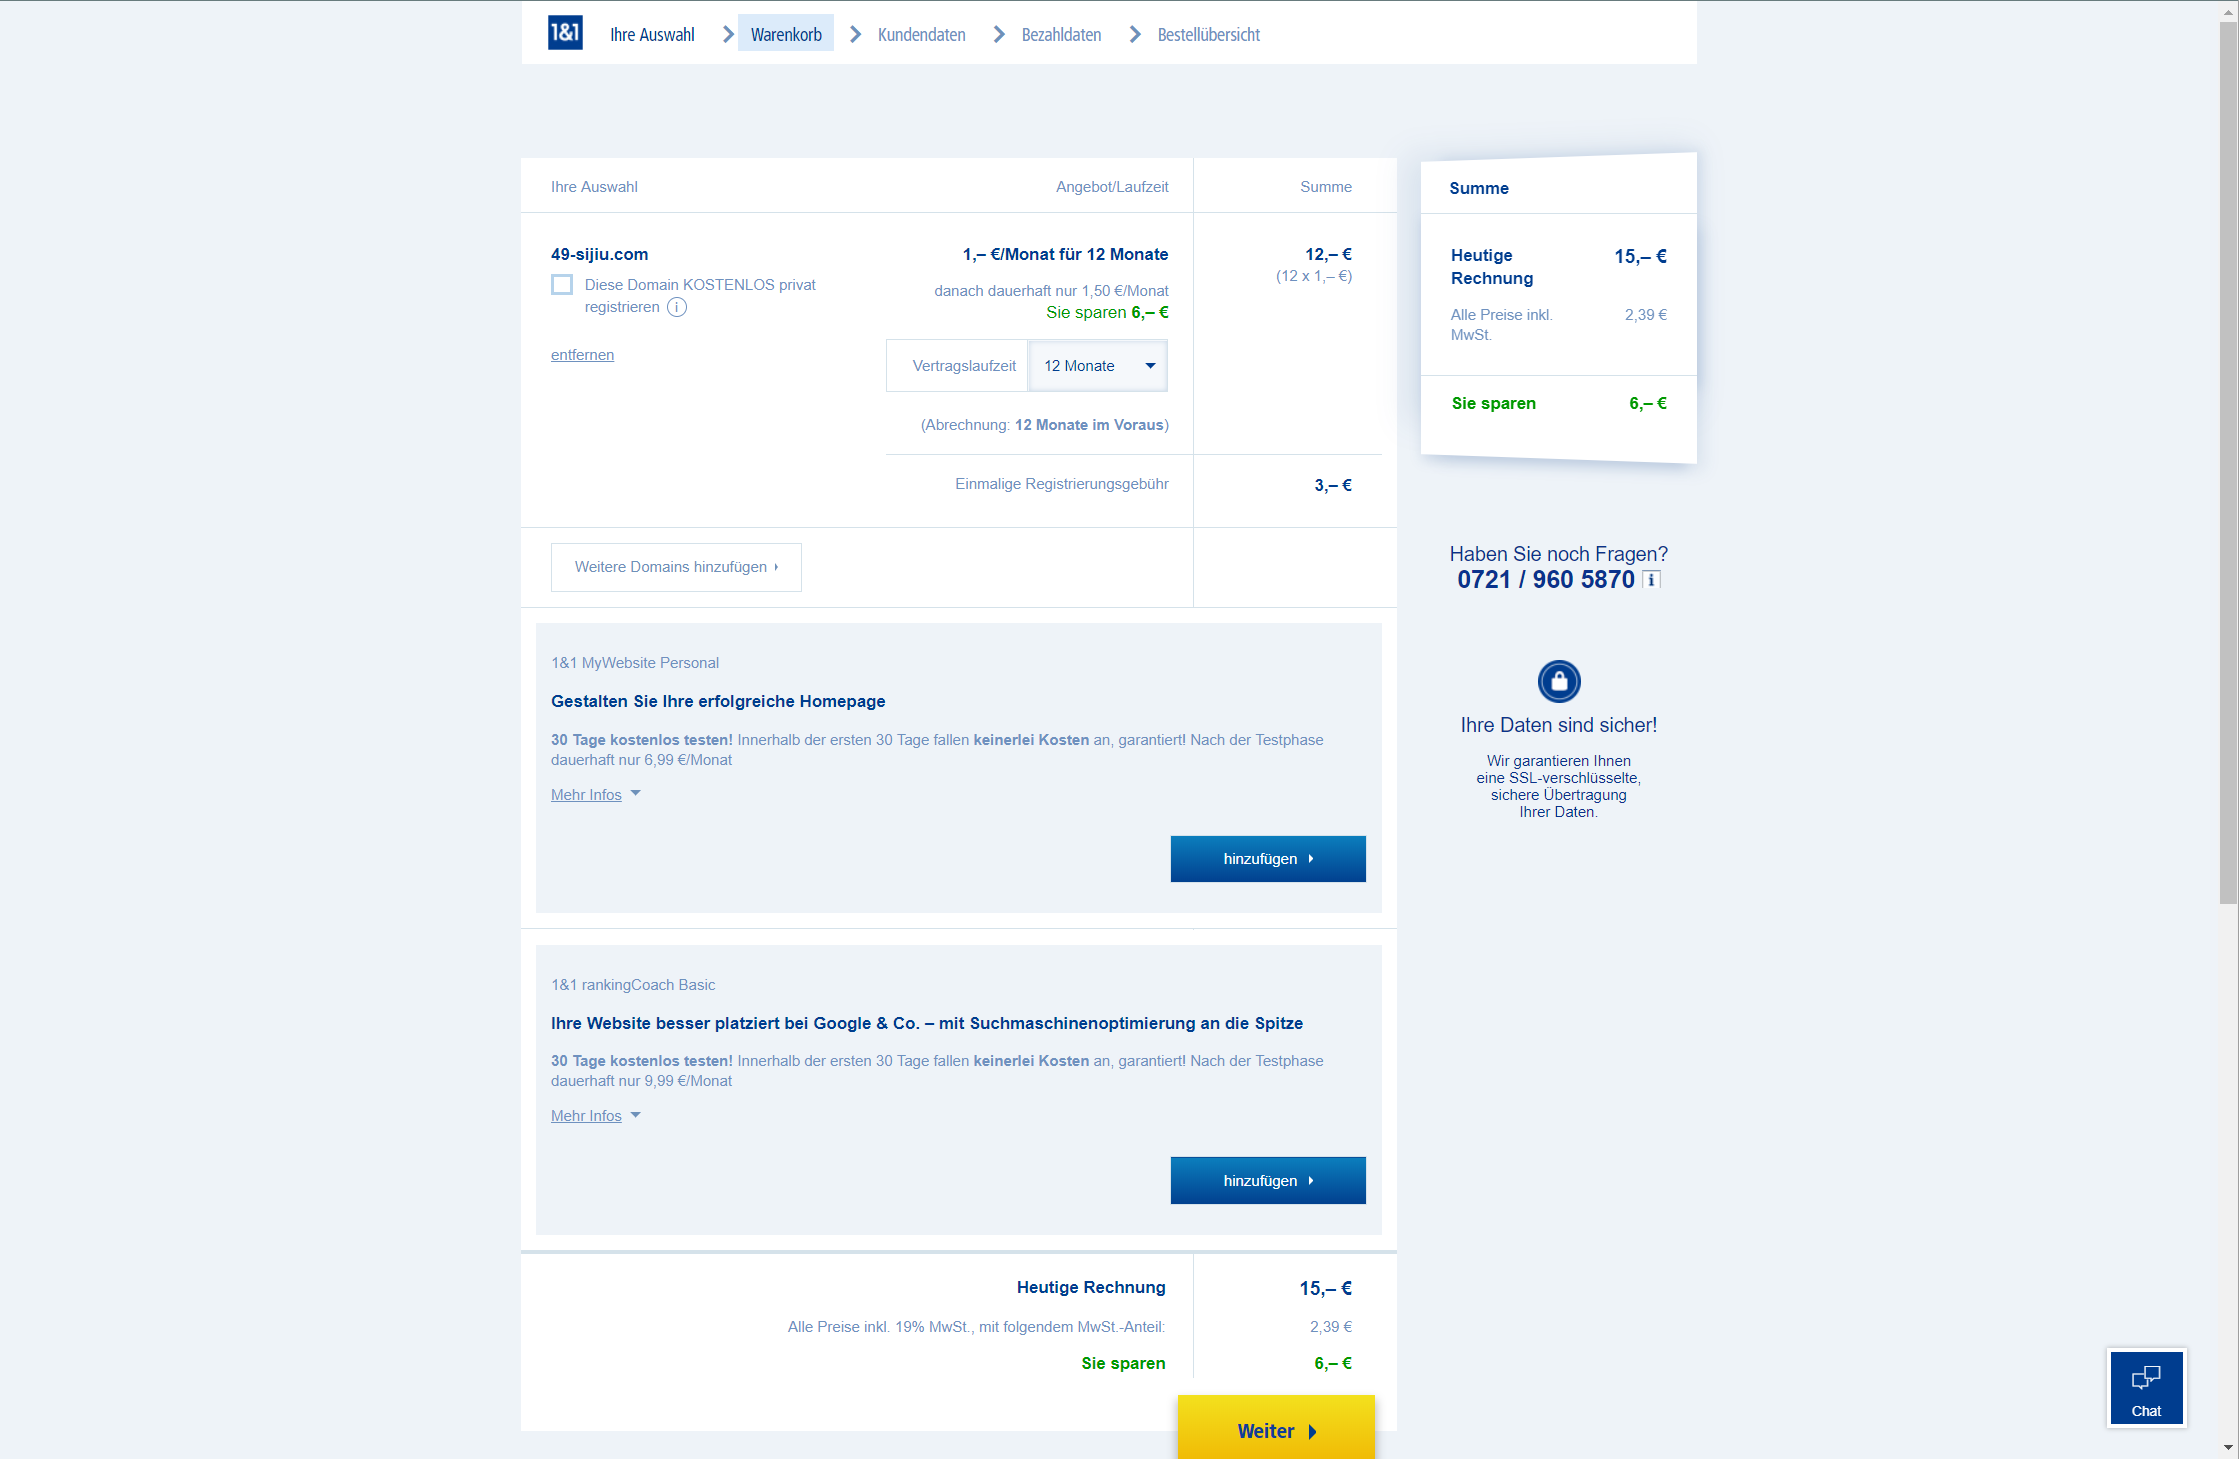 1&1 Ihre Auswahl Warenkorb Kundendaten Bezahldaten Bestellübersicht
Ihre Auswahl Angebot/Laufzeit Summe
49-sijiu.com 1,– €/Monat für 12 Monate 12,– €
(12 x 1,– €)
Diese Domain KOSTENLOS privat
registrieren i
danach dauerhaft nur 1,50 €/Monat
Sie sparen 6,– €
entfernen
Vertragslaufzeit 12 Monate
(Abrechnung: 12 Monate im Voraus)
Einmalige Registrierungsgebühr 3,– €
Weitere Domains hinzufügen
1&1 MyWebsite Personal
Gestalten Sie Ihre erfolgreiche Homepage
30 Tage kostenlos testen! Innerhalb der ersten 30 Tage fallen keinerlei Kosten an, garantiert! Nach der Testphase
dauerhaft nur 6,99 €/Monat
Mehr Infos
hinzufügen
1&1 rankingCoach Basic
Ihre Website besser platziert bei Google & Co. – mit Suchmaschinenoptimierung an die Spitze
30 Tage kostenlos testen! Innerhalb der ersten 30 Tage fallen keinerlei Kosten an, garantiert! Nach der Testphase
dauerhaft nur 9,99 €/Monat
Mehr Infos
hinzufügen
Heutige Rechnung 15,– €
Alle Preise inkl. 19% MwSt., mit folgendem MwSt.-Anteil: 2,39 €
Sie sparen 6,– €
Weiter
Summe
Heutige 15,– €
Rechnung
Alle Preise inkl. 2,39 €
MwSt.
Sie sparen 6,– €
Haben Sie noch Fragen?
0721 / 960 5870 i
Ihre Daten sind sicher!
Wir garantieren Ihnen
eine SSL-verschlüsselte,
sichere Übertragung
Ihrer Daten.
Chat